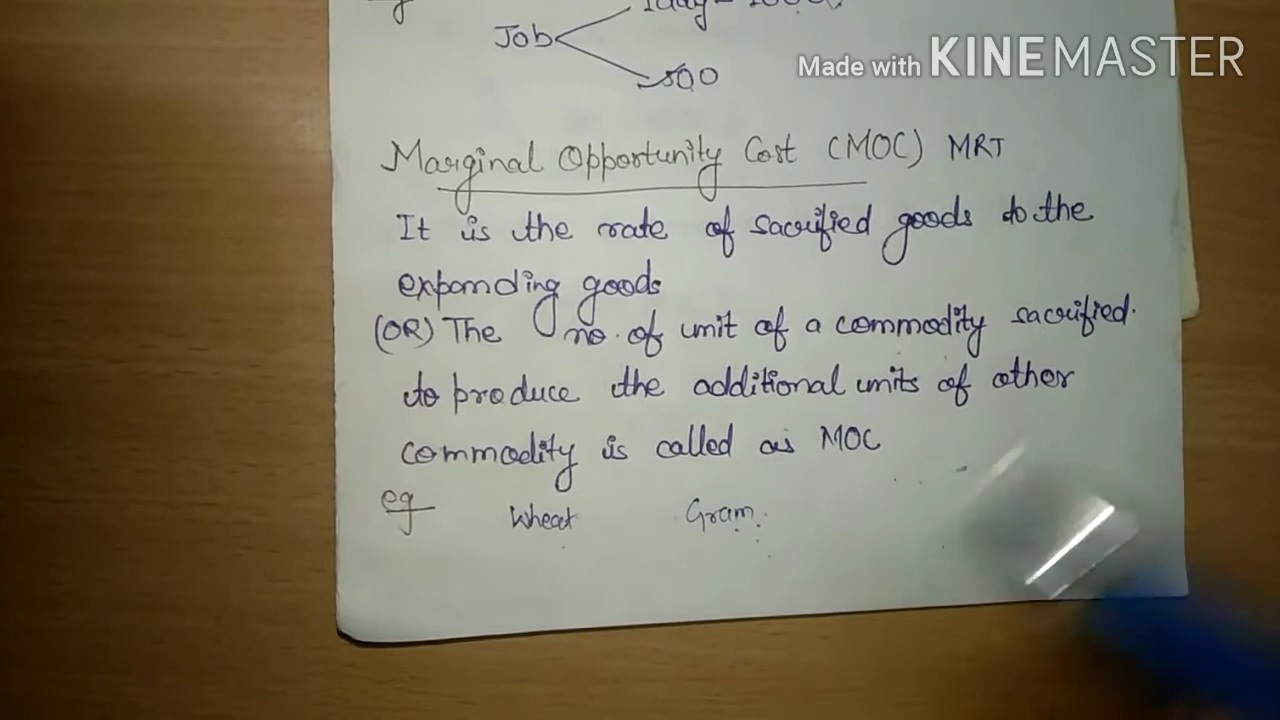 Job
500
Made with KINEMASTER
Marginal Opportunity Cost (MOC) MRT
It is the rate of sacrified goods to the
expanding goods
(OR) The no. of unit of a commodity sacrified.
to produce the additional units of other
commodity is called as MOC
eg Wheat Gram